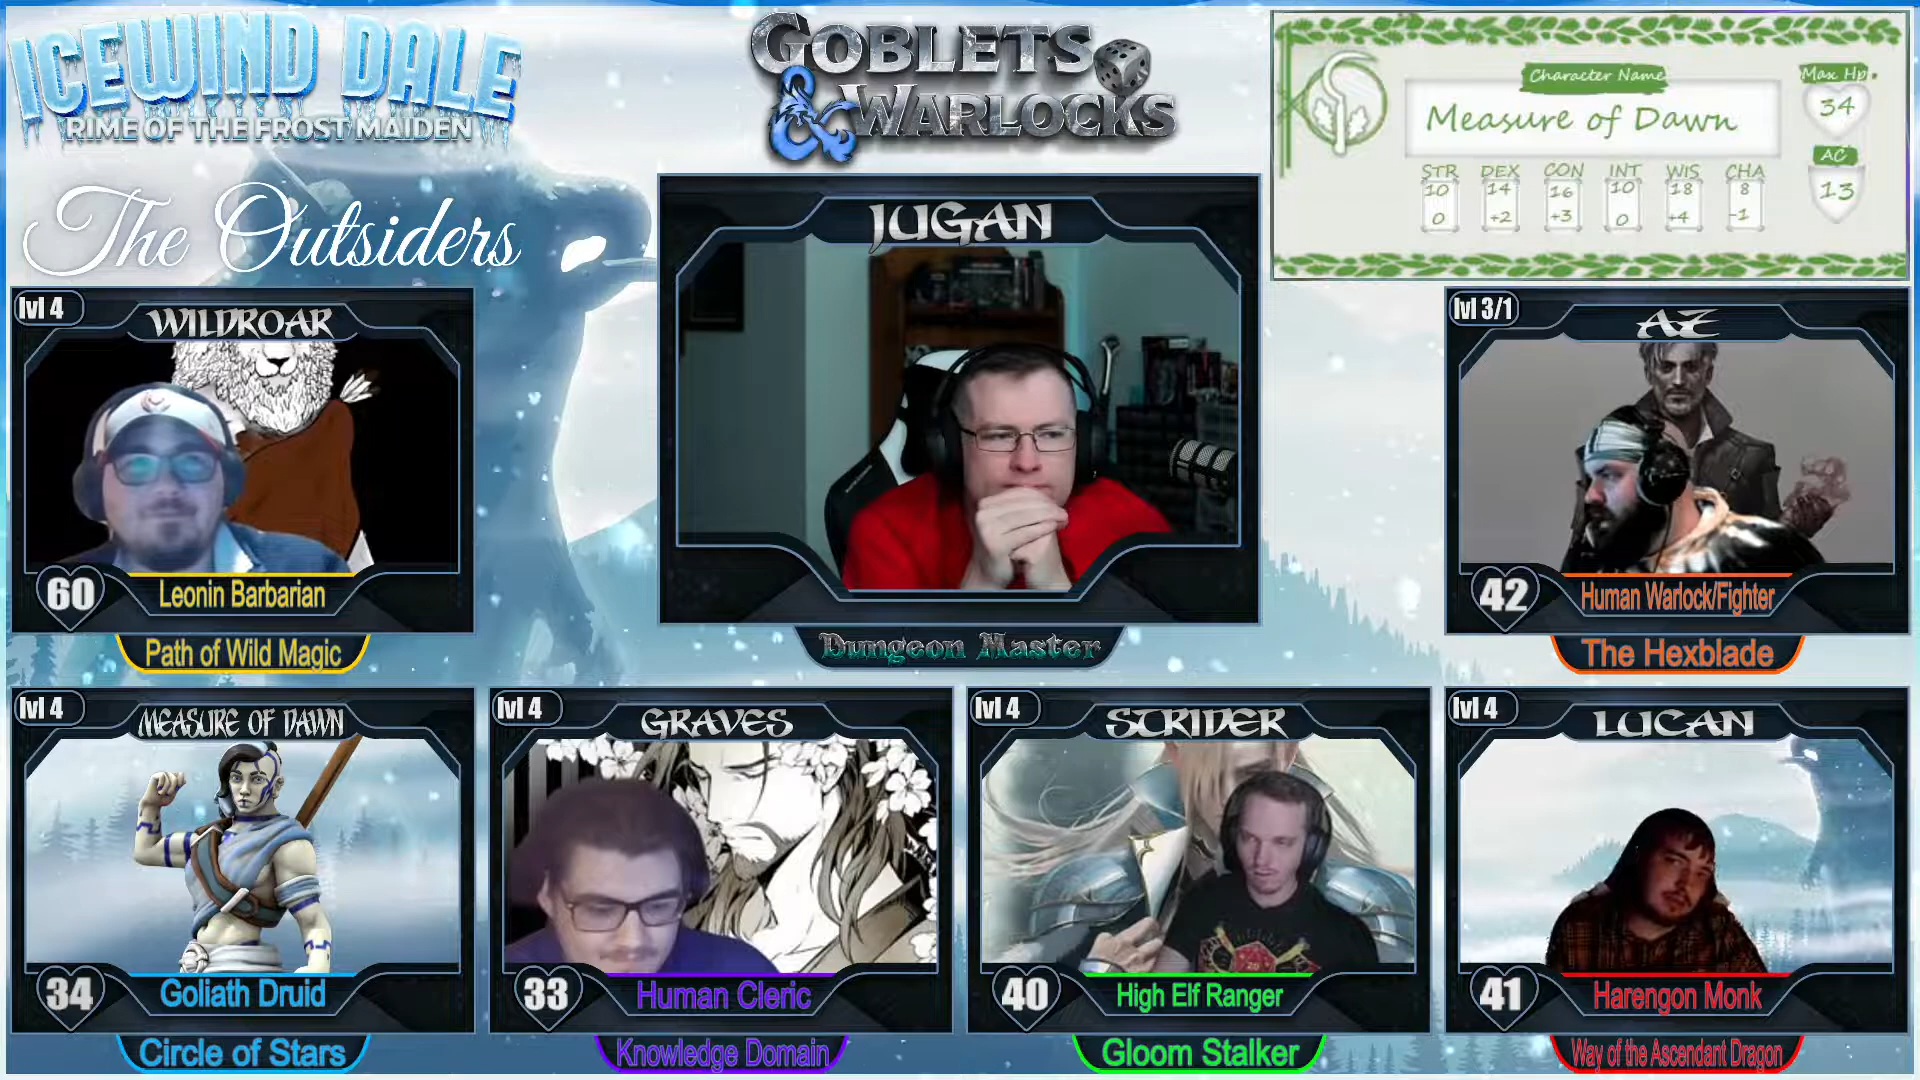 ICEWIND DALE
RIME OF THE FROSTMAIDEN
The Outsiders
GOBLETS
& WARLOCKS
Character Name
Measure of Dawn
Max Hp.
34
AC
13
STR DEX CON INT WIS CHA
10 14 16 10 18 8
0 +2 +3 0 +4 -1
JUGAN
Dungeon Master
lvl 4
WILDROAR
60
Leonin Barbarian
Path of Wild Magic
lvl 3/1
AZ
42
Human Warlock/Fighter
The Hexblade
lvl 4
MEASURE OF DAWN
34
Goliath Druid
Circle of Stars
lvl 4
GRAVES
33
Human Cleric
Knowledge Domain
lvl 4
STRIDER
40
High Elf Ranger
Gloom Stalker
lvl 4
LUCAN
41
Harengon Monk
Way of the Ascendant Dragon